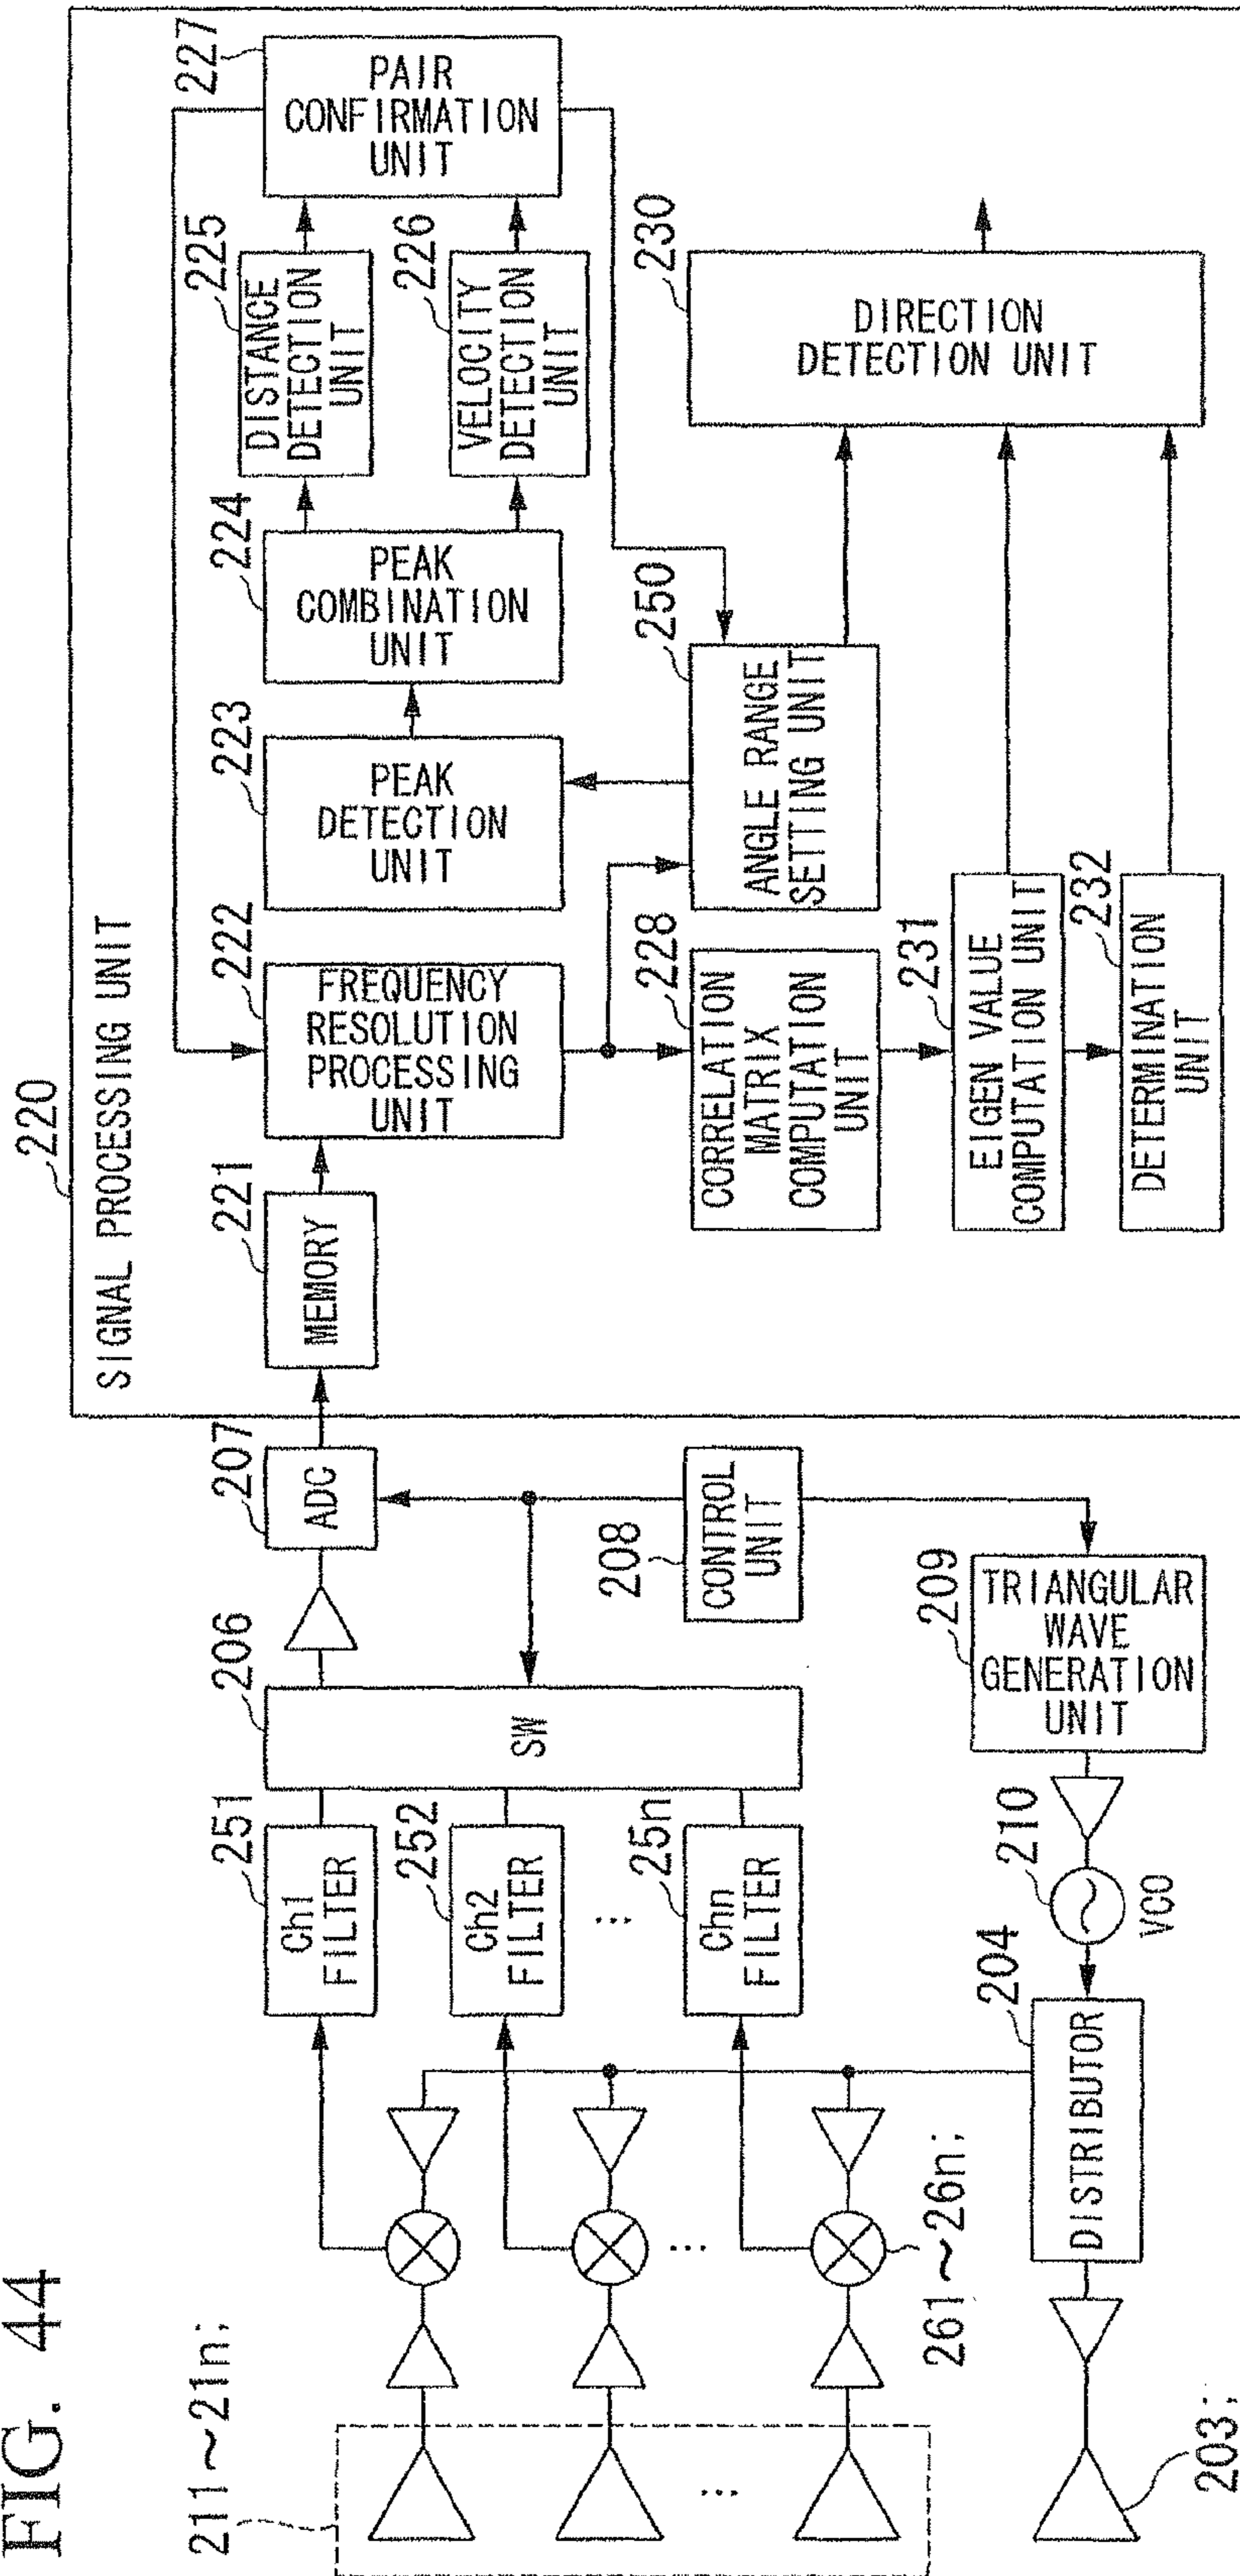 FIG. 44
211~21n;
261~26n;
203;
DISTRIBUTOR
204
VCO
210
TRIANGULAR
WAVE
GENERATION
UNIT
209
Ch1
FILTER
251
Ch2
FILTER
252
...
Chn
FILTER
25n
...
...
SW
206
ADC
207
CONTROL
UNIT
208
220
SIGNAL PROCESSING UNIT
MEMORY
221
FREQUENCY
RESOLUTION
PROCESSING
UNIT
222
PEAK
DETECTION
UNIT
223
PEAK
COMBINATION
UNIT
224
DISTANCE
DETECTION
UNIT
225
VELOCITY
DETECTION
UNIT
226
PAIR
CONFIRMATION
UNIT
227
CORRELATION
MATRIX
COMPUTATION
UNIT
228
ANGLE RANGE
SETTING UNIT
250
DIRECTION
DETECTION UNIT
230
EIGEN VALUE
COMPUTATION UNIT
231
DETERMINATION
UNIT
232